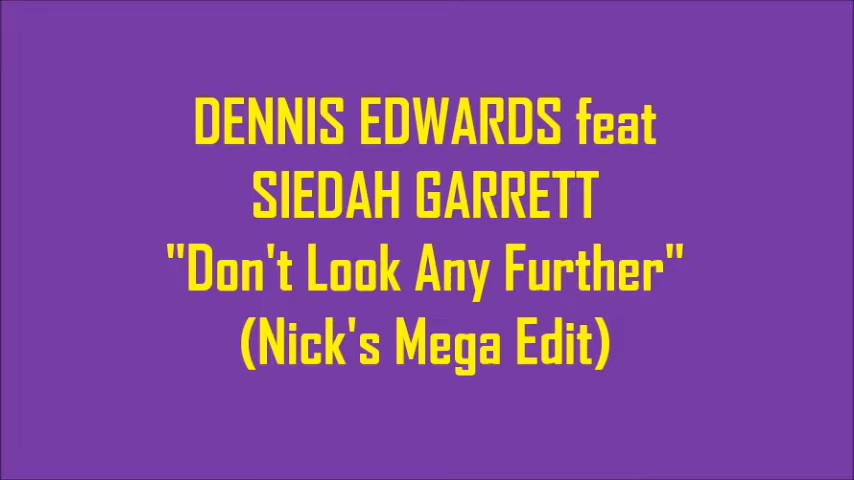 DENNIS EDWARDS feat
SIEDAH GARRETT
"Don't Look Any Further"
(Nick's Mega Edit)